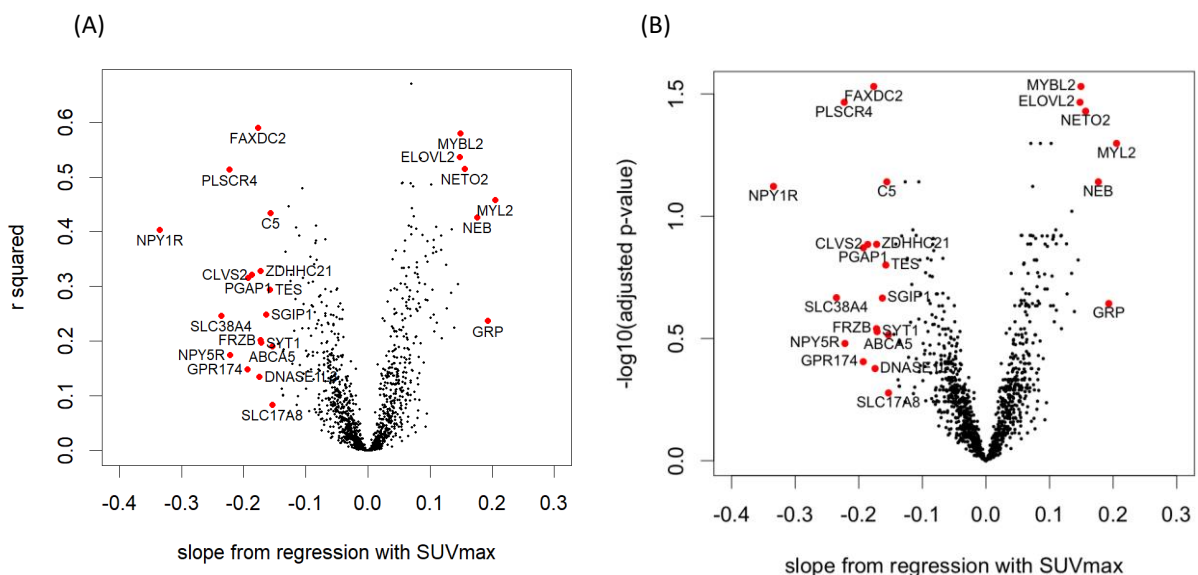 (A)
r squared
0.6
0.5
0.4
0.3
0.2
0.1
0.0
FAXDC2
PLSCR4
NPY1R
C5
CLVS2
ZDHHC21
PGAP1
TES
SLC38A4
SGIP1
FRZB
SYT1
NPY5R
ABCA5
GPR174
SLC17A8
MYBL2
ELOVL2
NETO2
MYL2
NEB
GRP
-0.4 -0.3 -0.2 -0.1 0.0 0.1 0.2 0.3
slope from regression with SUVmax
(B)
-log10(adjusted p-value)
1.5
1.0
0.5
0.0
FAXDC2
PLSCR4
NPY1R
C5
CLVS2
ZDHHC21
PGAP1
TES
SLC38A4
SGIP1
FRZB
SYT1
NPY5R
ABCA5
GPR174
SLC17A8
MYBL2
ELOVL2
NETO2
MYL2
NEB
GRP
-0.4 -0.3 -0.2 -0.1 0.0 0.1 0.2 0.3
slope from regression with SUVmax